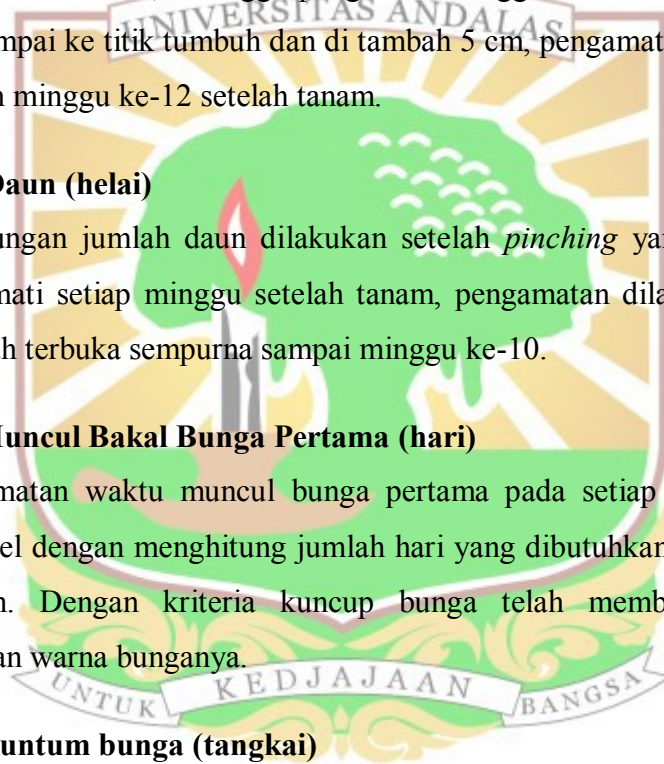 UNIVERSITAS ANDALAS
mpai ke titik tumbuh dan di tambah 5 cm, pengamat
n minggu ke-12 setelah tanam.
Daun (helai)
ungan jumlah daun dilakukan setelah pinching yan
mati setiap minggu setelah tanam, pengamatan dila
ah terbuka sempurna sampai minggu ke-10.
Muncul Bakal Bunga Pertama (hari)
matan waktu muncul bunga pertama pada setiap
el dengan menghitung jumlah hari yang dibutuhkan
n. Dengan kriteria kuncup bunga telah memb
an warna bunganya.
UNTUK KEDJAJAAN BANGSA
untum bunga (tangkai)